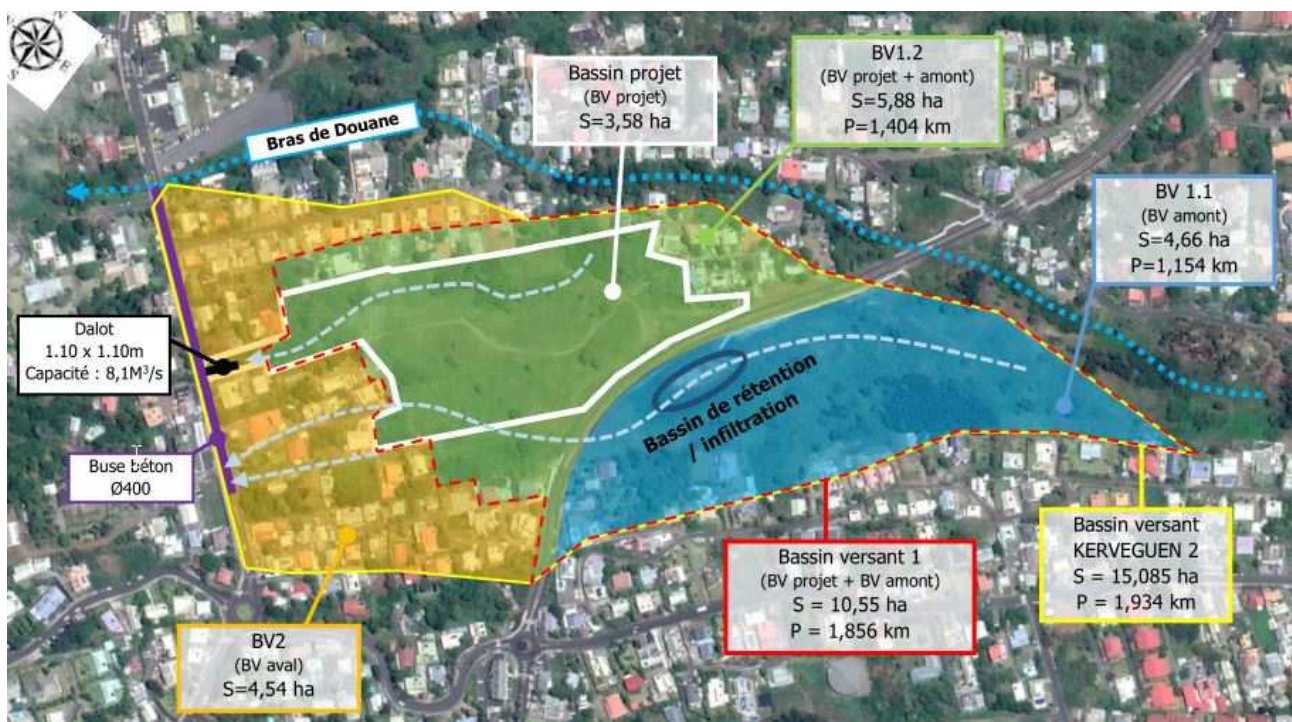 S
E
Bassin projet
(BV projet)
S=3,58 ha
BV1.2
(BV projet + amont)
S=5,88 ha
P=1,404 km
Bras de Douane
BV 1.1
(BV amont)
S=4,66 ha
P=1,154 km
Dalot
1.10 x 1.10m
Capacité : 8,1M³/s
Bassin de rétention
/ infiltration
Buse béton
Ø400
Bassin versant 1
(BV projet + BV amont)
S = 10,55 ha
P = 1,856 km
Bassin versant
KERVEGUEN 2
S = 15,085 ha
P = 1,934 km
BV2
(BV aval)
S=4,54 ha